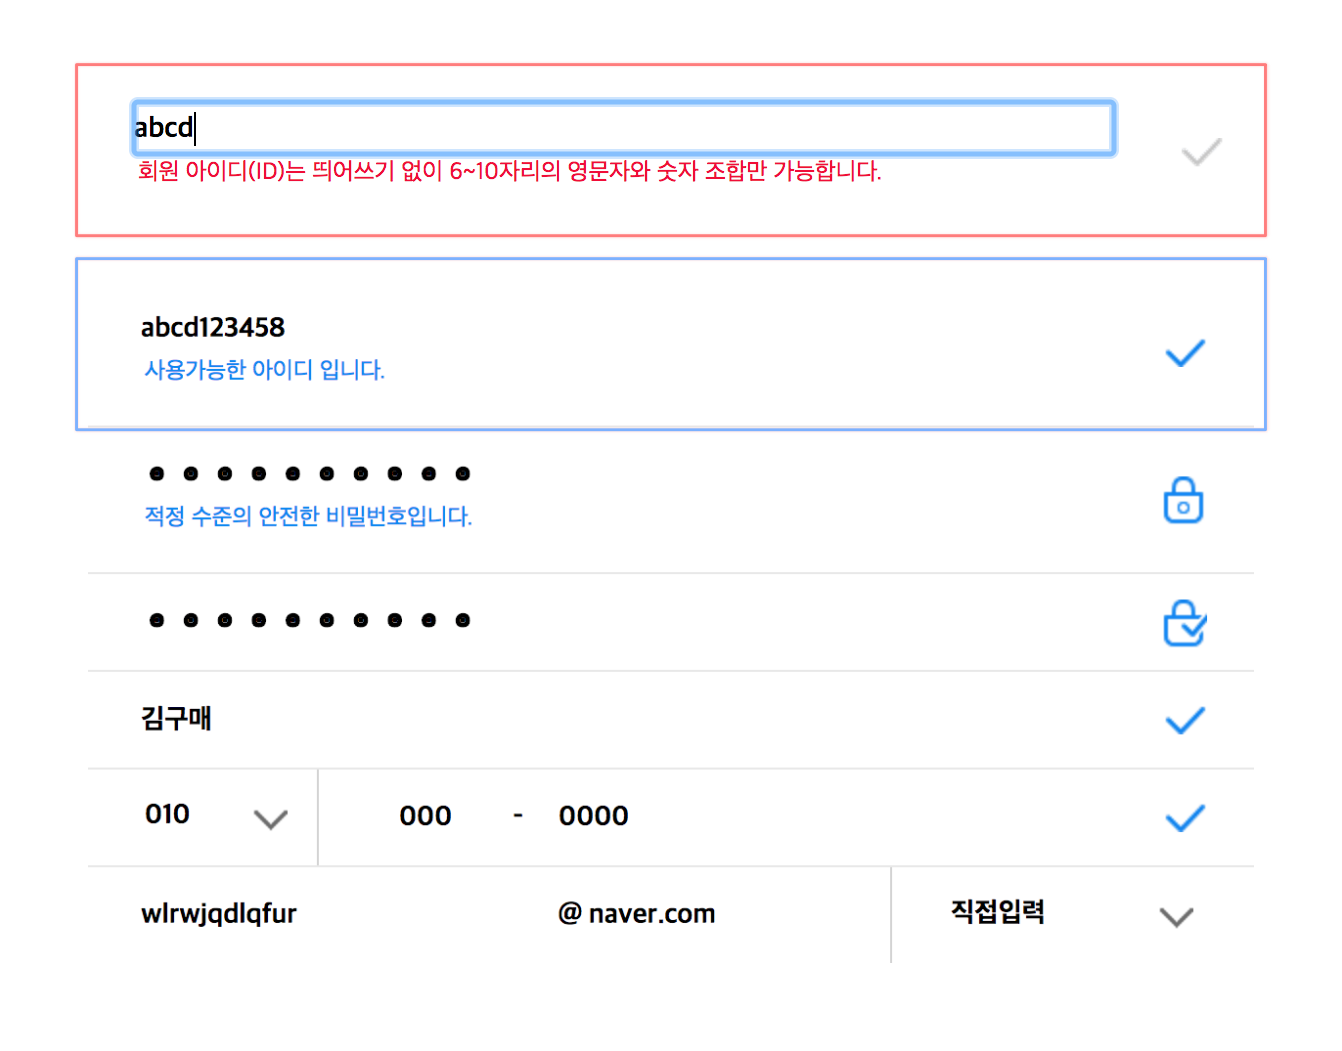 abcd
회원 아이디(ID)는 띄어쓰기 없이 6~10자리의 영문자와 숫자 조합만 가능합니다.
abcd123458
사용가능한 아이디 입니다.
적정 수준의 안전한 비밀번호입니다.
김구매
010 000 - 0000
wlrwjqdlqfur @ naver.com 직접입력